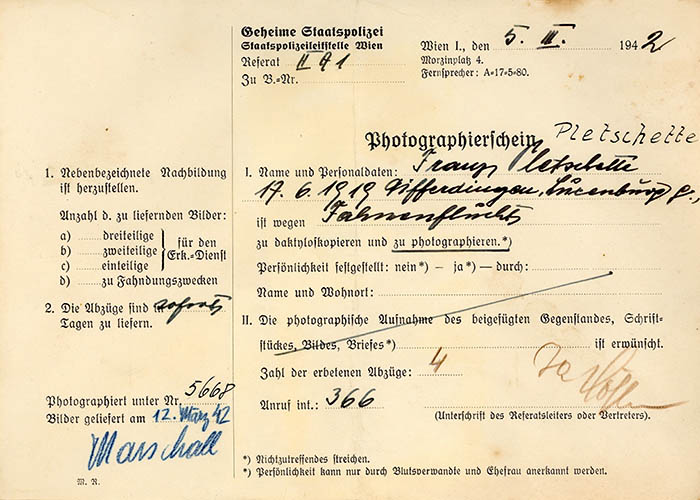 Geheime Staatspolizei
Staatspolizeileitstelle Wien
Referat II A 1
Zu B.-Nr.
Wien I., den 5. III. 1942
Morzinplatz 4.
Fernsprecher: A-17-5-80.
Photographierschein Pletschette
1. Nebenbezeichnete Nachbildung
ist herzustellen.
Anzahl d. zu liefernden Bilder:
a) dreiteilige
b) zweiteilige
c) einteilige
für den
Erk.-Dienst
d) zu Fahndungszwecken
2. Die Abzüge sind sofort
Tagen zu liefern.
Photographiert unter Nr. 5668
Bilder geliefert am 12. März 42
Marschall
M. R.
I. Name und Personaldaten: Franz Pletschette
17. 6. 1919 Differdingen, Luxenburg g.,
ist wegen Fahnenflucht
zu daktyloskopieren und zu photographieren.*)
Persönlichkeit festgestellt: nein*) – ja*) – durch:
Name und Wohnort:
II. Die photographische Aufnahme des beigefügten Gegenstandes, Schrift-
stückes, Bildes, Briefes*) ist erwünscht.
Zahl der erbetenen Abzüge: 4
Anruf int.: 366
(Unterschrift des Referatsleiters oder Vertreters).
*) Nichtzutreffendes streichen.
*) Persönlichkeit kann nur durch Blutsverwandte und Ehefrau anerkannt werden.